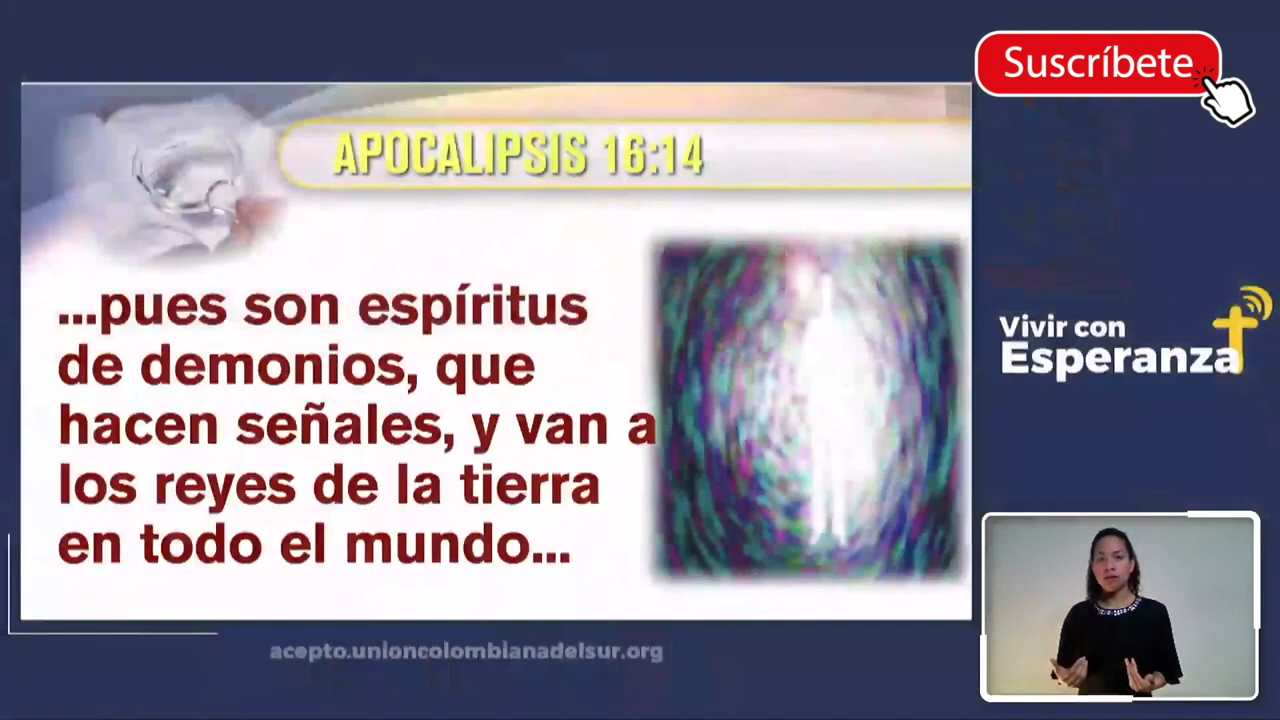 Suscríbete
APOCALIPSIS 16:14
...pues son espíritus
de demonios, que
hacen señales, y van a
los reyes de la tierra
en todo el mundo...
Vivir con
Esperanza
acepto.unioncolombianadelsur.org